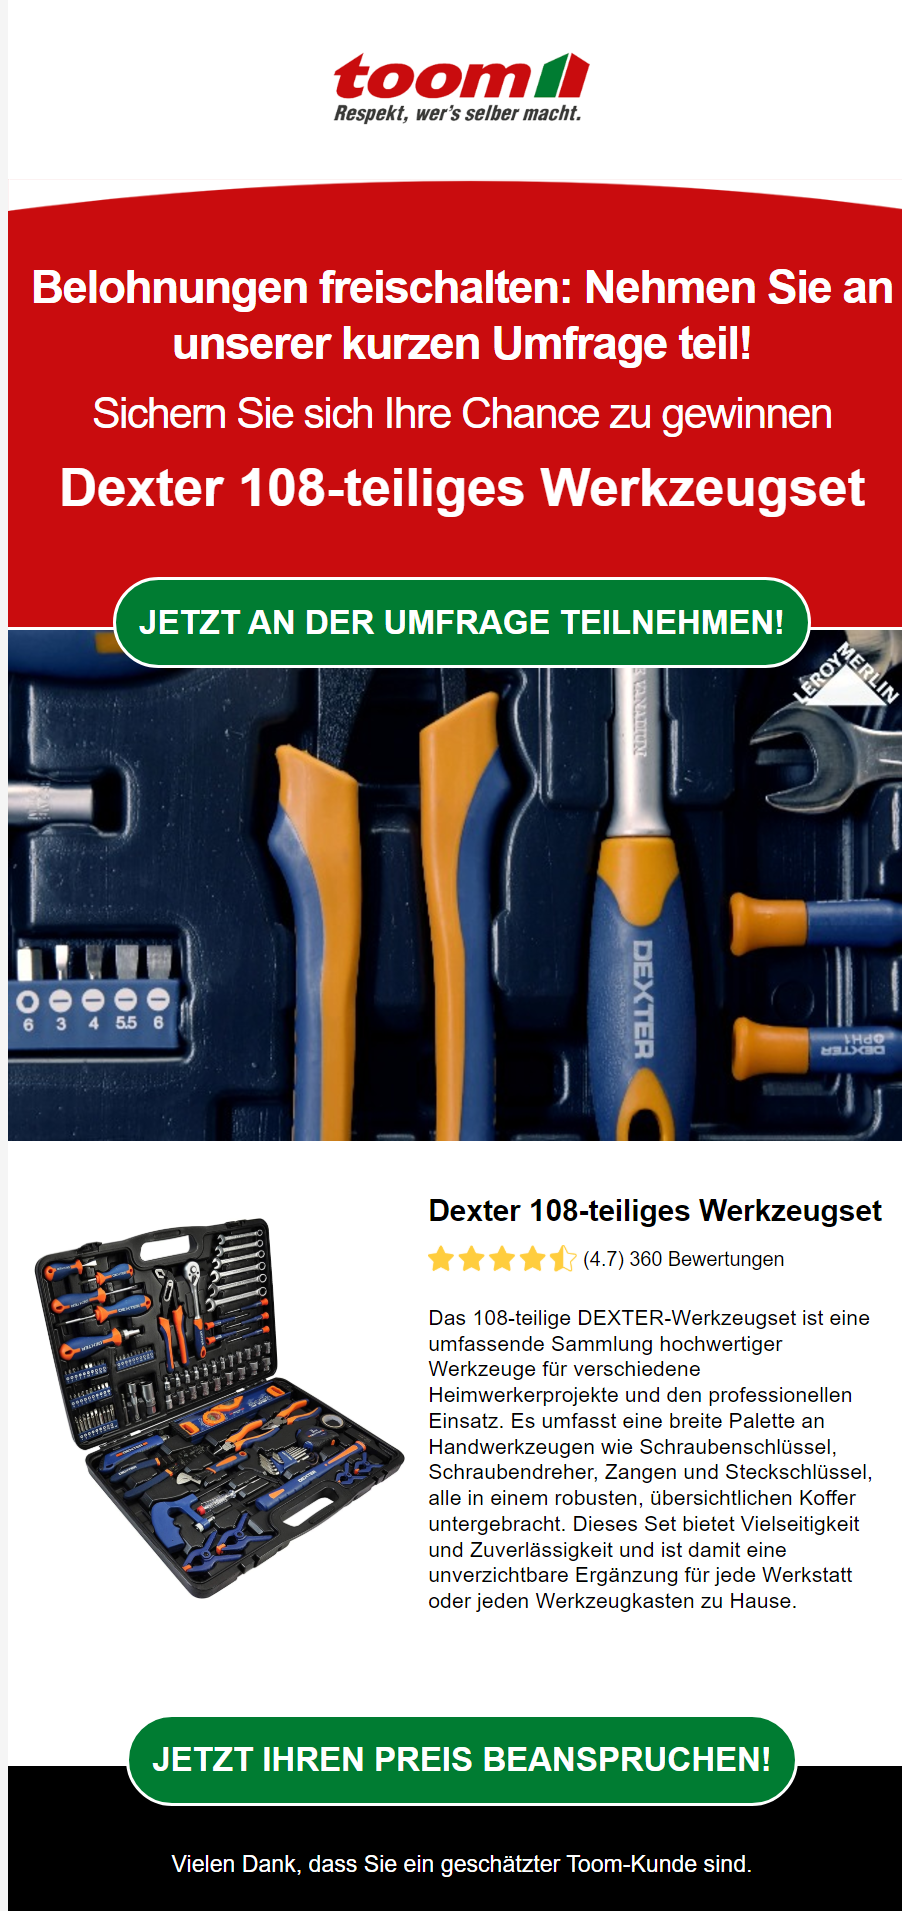 toom
Respekt, wer's selber macht.
Belohnungen freischalten: Nehmen Sie an
unserer kurzen Umfrage teil!
Sichern Sie sich Ihre Chance zu gewinnen
Dexter 108-teiliges Werkzeugset
JETZT AN DER UMFRAGE TEILNEHMEN!
LEROY MERLIN
VANADIUM
DEXTER
6 3 4 5.5 6
DEXTER PH1
Dexter 108-teiliges Werkzeugset
(4.7) 360 Bewertungen
Das 108-teilige DEXTER-Werkzeugset ist eine
umfassende Sammlung hochwertiger
Werkzeuge für verschiedene
Heimwerkerprojekte und den professionellen
Einsatz. Es umfasst eine breite Palette an
Handwerkzeugen wie Schraubenschlüssel,
Schraubendreher, Zangen und Steckschlüssel,
alle in einem robusten, übersichtlichen Koffer
untergebracht. Dieses Set bietet Vielseitigkeit
und Zuverlässigkeit und ist damit eine
unverzichtbare Ergänzung für jede Werkstatt
oder jeden Werkzeugkasten zu Hause.
JETZT IHREN PREIS BEANSPRUCHEN!
Vielen Dank, dass Sie ein geschätzter Toom-Kunde sind.